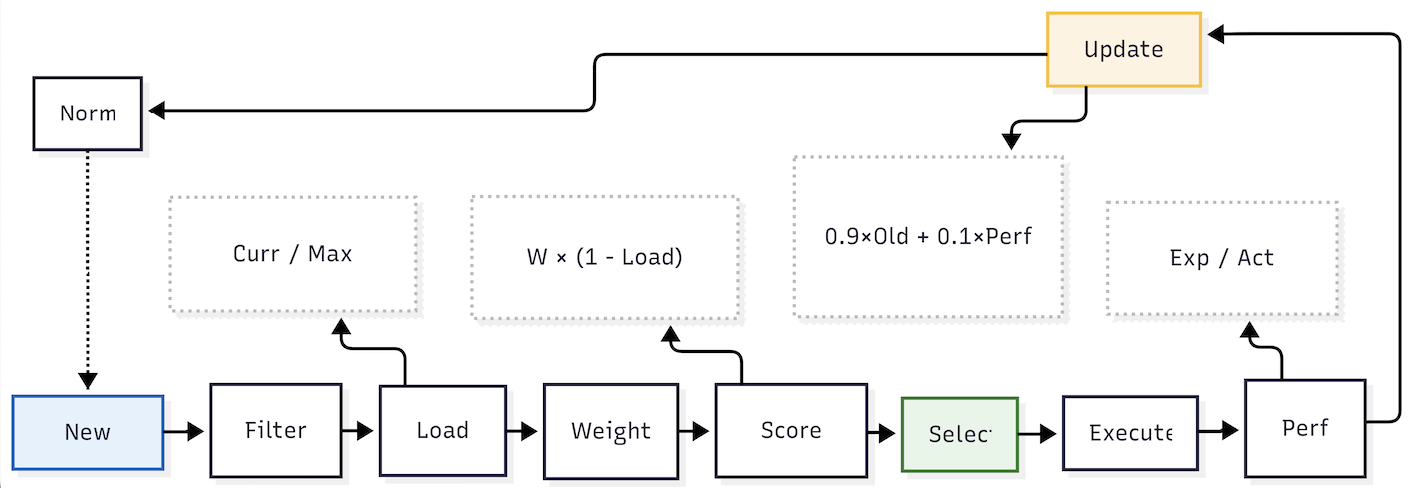 Update
Norm
Curr / Max
W × (1 - Load)
0.9×Old + 0.1×Perf
Exp / Act
New
Filter
Load
Weight
Score
Selec
Execute
Perf